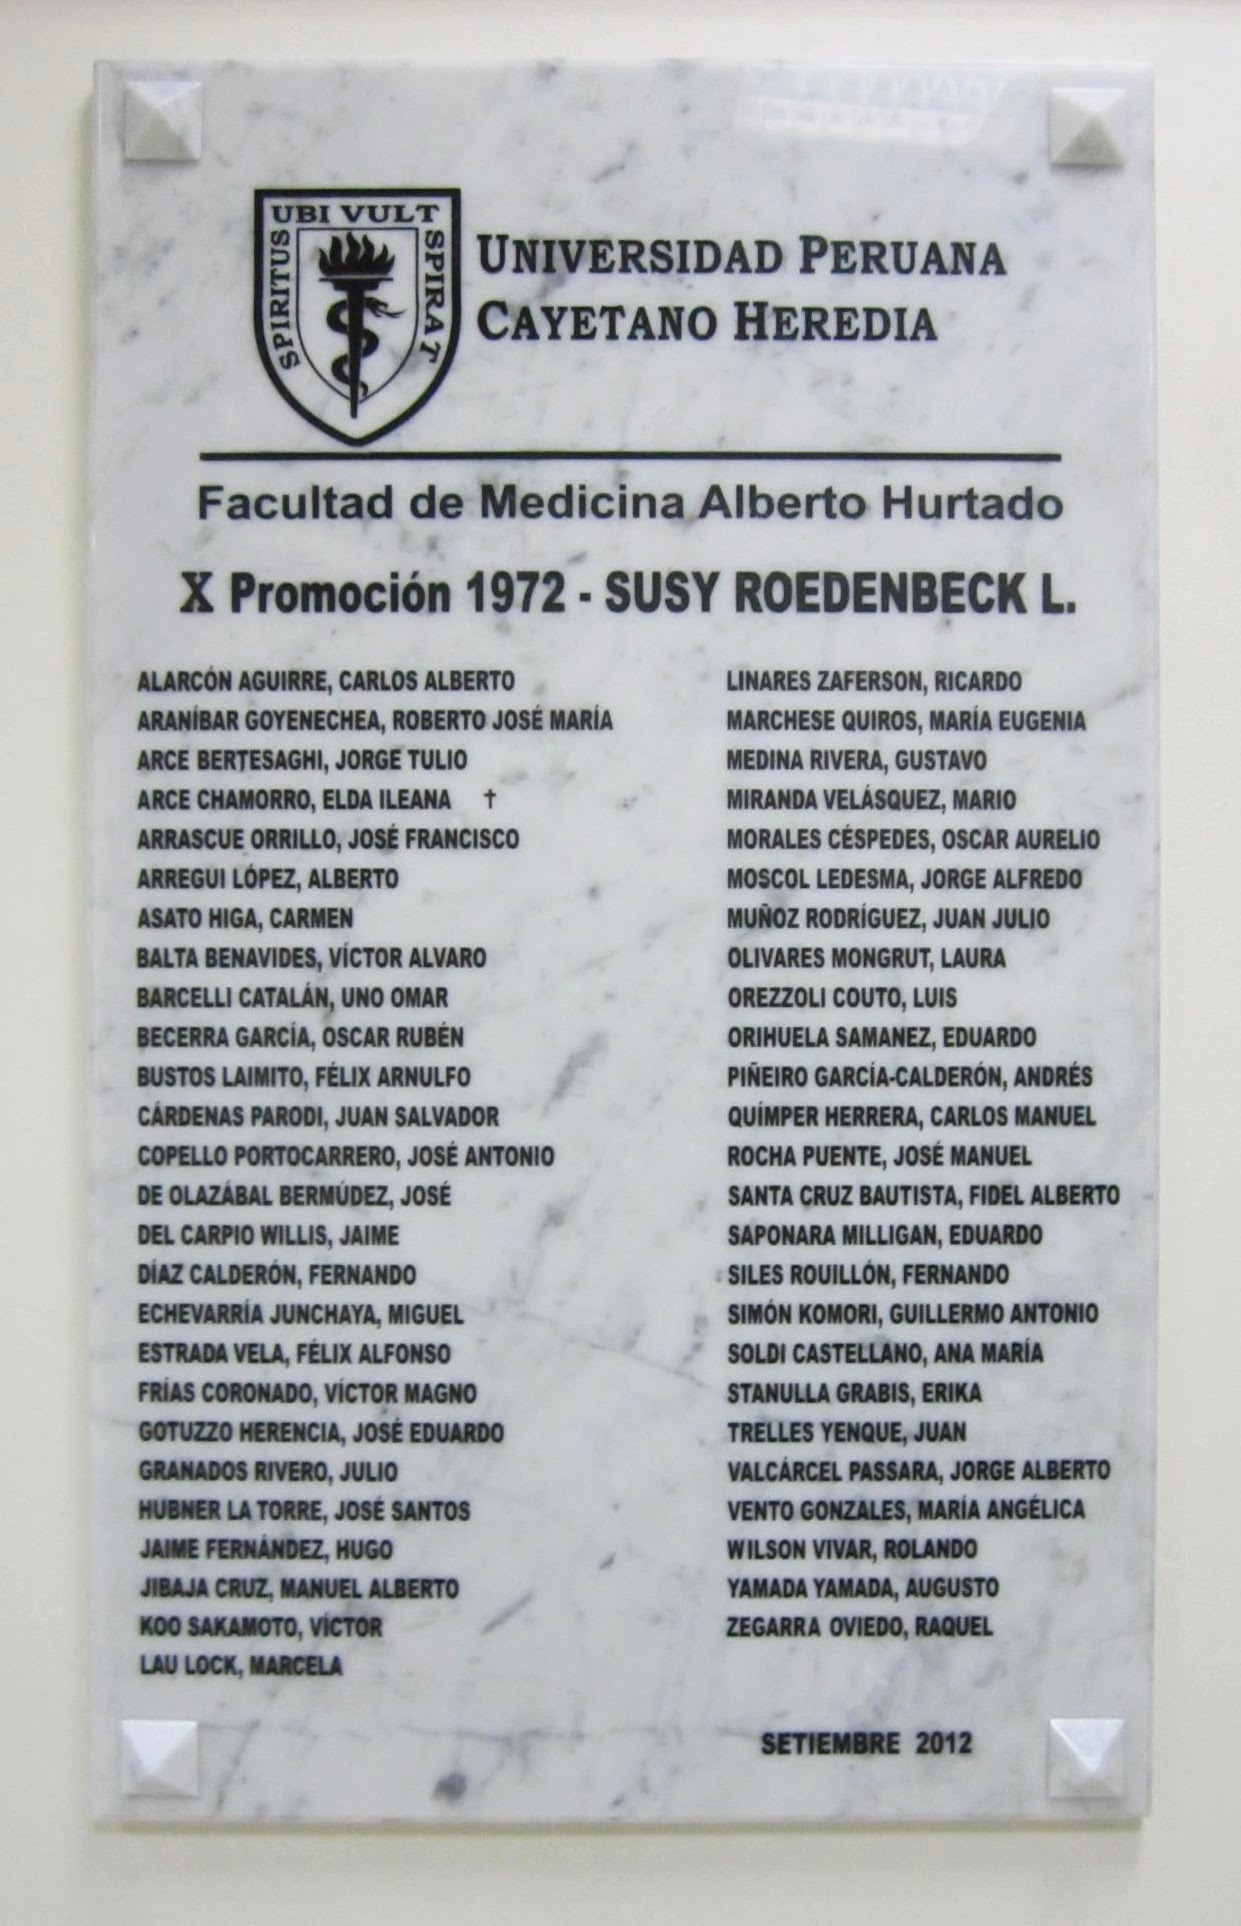 SPIRITUS UBI VULT SPIRAT
UNIVERSIDAD PERUANA
CAYETANO HEREDIA
Facultad de Medicina Alberto Hurtado
X Promoción 1972 - SUSY ROEDENBECK L.
ALARCÓN AGUIRRE, CARLOS ALBERTO
ARANÍBAR GOYENECHEA, ROBERTO JOSÉ MARÍA
ARCE BERTESAGHI, JORGE TULIO
ARCE CHAMORRO, ELDA ILEANA †
ARRASCUE ORRILLO, JOSÉ FRANCISCO
ARREGUI LÓPEZ, ALBERTO
ASATO HIGA, CARMEN
BALTA BENAVIDES, VÍCTOR ALVARO
BARCELLI CATALÁN, UNO OMAR
BECERRA GARCÍA, OSCAR RUBÉN
BUSTOS LAIMITO, FÉLIX ARNULFO
CÁRDENAS PARODI, JUAN SALVADOR
COPELLO PORTOCARRERO, JOSÉ ANTONIO
DE OLAZÁBAL BERMÚDEZ, JOSÉ
DEL CARPIO WILLIS, JAIME
DÍAZ CALDERÓN, FERNANDO
ECHEVARRÍA JUNCHAYA, MIGUEL
ESTRADA VELA, FÉLIX ALFONSO
FRÍAS CORONADO, VÍCTOR MAGNO
GOTUZZO HERENCIA, JOSÉ EDUARDO
GRANADOS RIVERO, JULIO
HUBNER LA TORRE, JOSÉ SANTOS
JAIME FERNÁNDEZ, HUGO
JIBAJA CRUZ, MANUEL ALBERTO
KOO SAKAMOTO, VÍCTOR
LAU LOCK, MARCELA
LINARES ZAFERSON, RICARDO
MARCHESE QUIROS, MARÍA EUGENIA
MEDINA RIVERA, GUSTAVO
MIRANDA VELÁSQUEZ, MARIO
MORALES CÉSPEDES, OSCAR AURELIO
MOSCOL LEDESMA, JORGE ALFREDO
MUÑOZ RODRÍGUEZ, JUAN JULIO
OLIVARES MONGRUT, LAURA
OREZZOLI COUTO, LUIS
ORIHUELA SAMANEZ, EDUARDO
PIÑEIRO GARCÍA-CALDERÓN, ANDRÉS
QUÍMPER HERRERA, CARLOS MANUEL
ROCHA PUENTE, JOSÉ MANUEL
SANTA CRUZ BAUTISTA, FIDEL ALBERTO
SAPONARA MILLIGAN, EDUARDO
SILES ROUILLÓN, FERNANDO
SIMÓN KOMORI, GUILLERMO ANTONIO
SOLDI CASTELLANO, ANA MARÍA
STANULLA GRABIS, ERIKA
TRELLES YENQUE, JUAN
VALCÁRCEL PASSARA, JORGE ALBERTO
VENTO GONZALES, MARÍA ANGÉLICA
WILSON VIVAR, ROLANDO
YAMADA YAMADA, AUGUSTO
ZEGARRA OVIEDO, RAQUEL
SETIEMBRE 2012